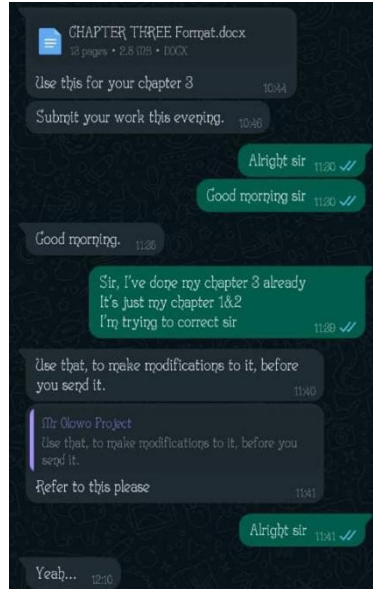 CHAPTER THREE Format.docx
13 pages • 2.8 MB • DOCX
Use this for your chapter 3
10:44
Submit your work this evening.
10:46
Alright sir
11:30
Good morning sir
11:30
Good morning.
11:35
Sir, I've done my chapter 3 already
It's just my chapter 1&2
I'm trying to correct sir
11:39
Use that, to make modifications to it, before
you send it.
11:40
Mr Olowo Project
Use that, to make modifications to it, before you
send it.
Refer to this please
11:41
Alright sir
11:41
Yeah...
12:10